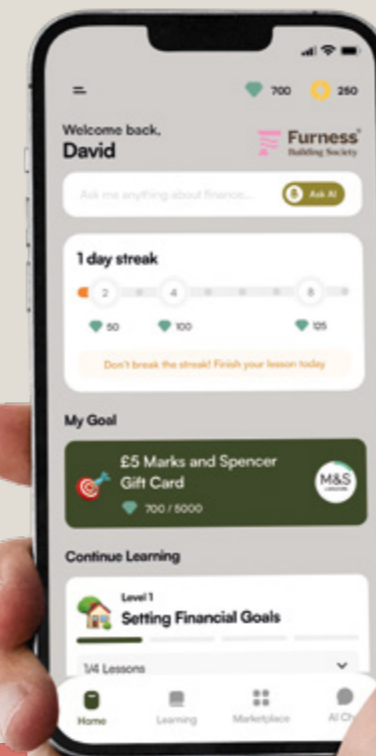 700 250
Welcome back,
David
Furness
Building Society
Ask me anything about finance... Ask AI
1 day streak
2 4 8
50 100 125
Don't break the streak! Finish your lesson today
My Goal
£5 Marks and Spencer
Gift Card
M&S
700 / 5000
Continue Learning
Level 1
Setting Financial Goals
1/4 Lessons
Home Learning Marketplace AI Ch